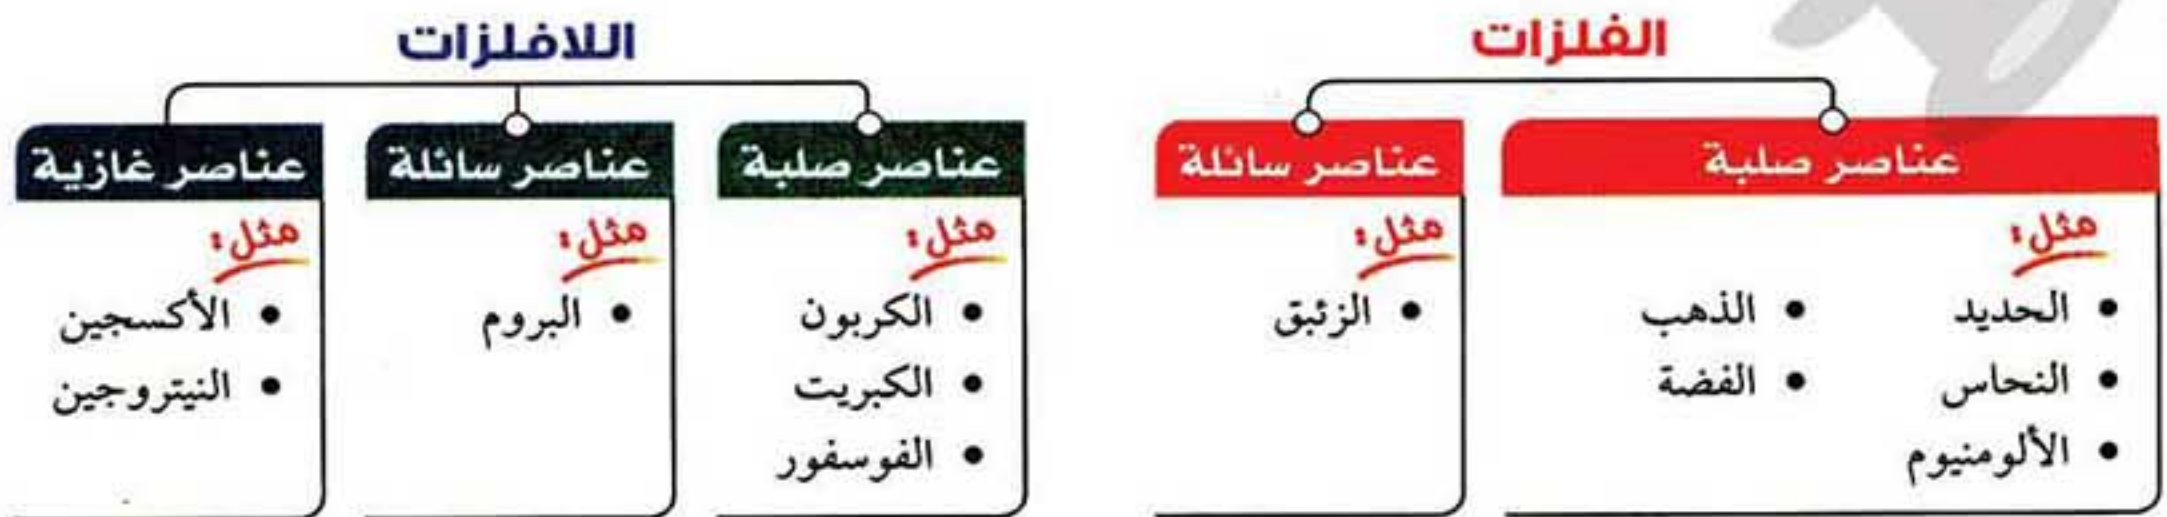 الفلزات
عناصر صلبة
مثل:
• الحديد
• النحاس
• الألومنيوم
• الذهب
• الفضة
عناصر سائلة
مثل:
• الزئبق
اللافلزات
عناصر صلبة
مثل:
• الكربون
• الكبريت
• الفوسفور
عناصر سائلة
مثل:
• البروم
عناصر غازية
مثل:
• الأكسجين
• النيتروجين